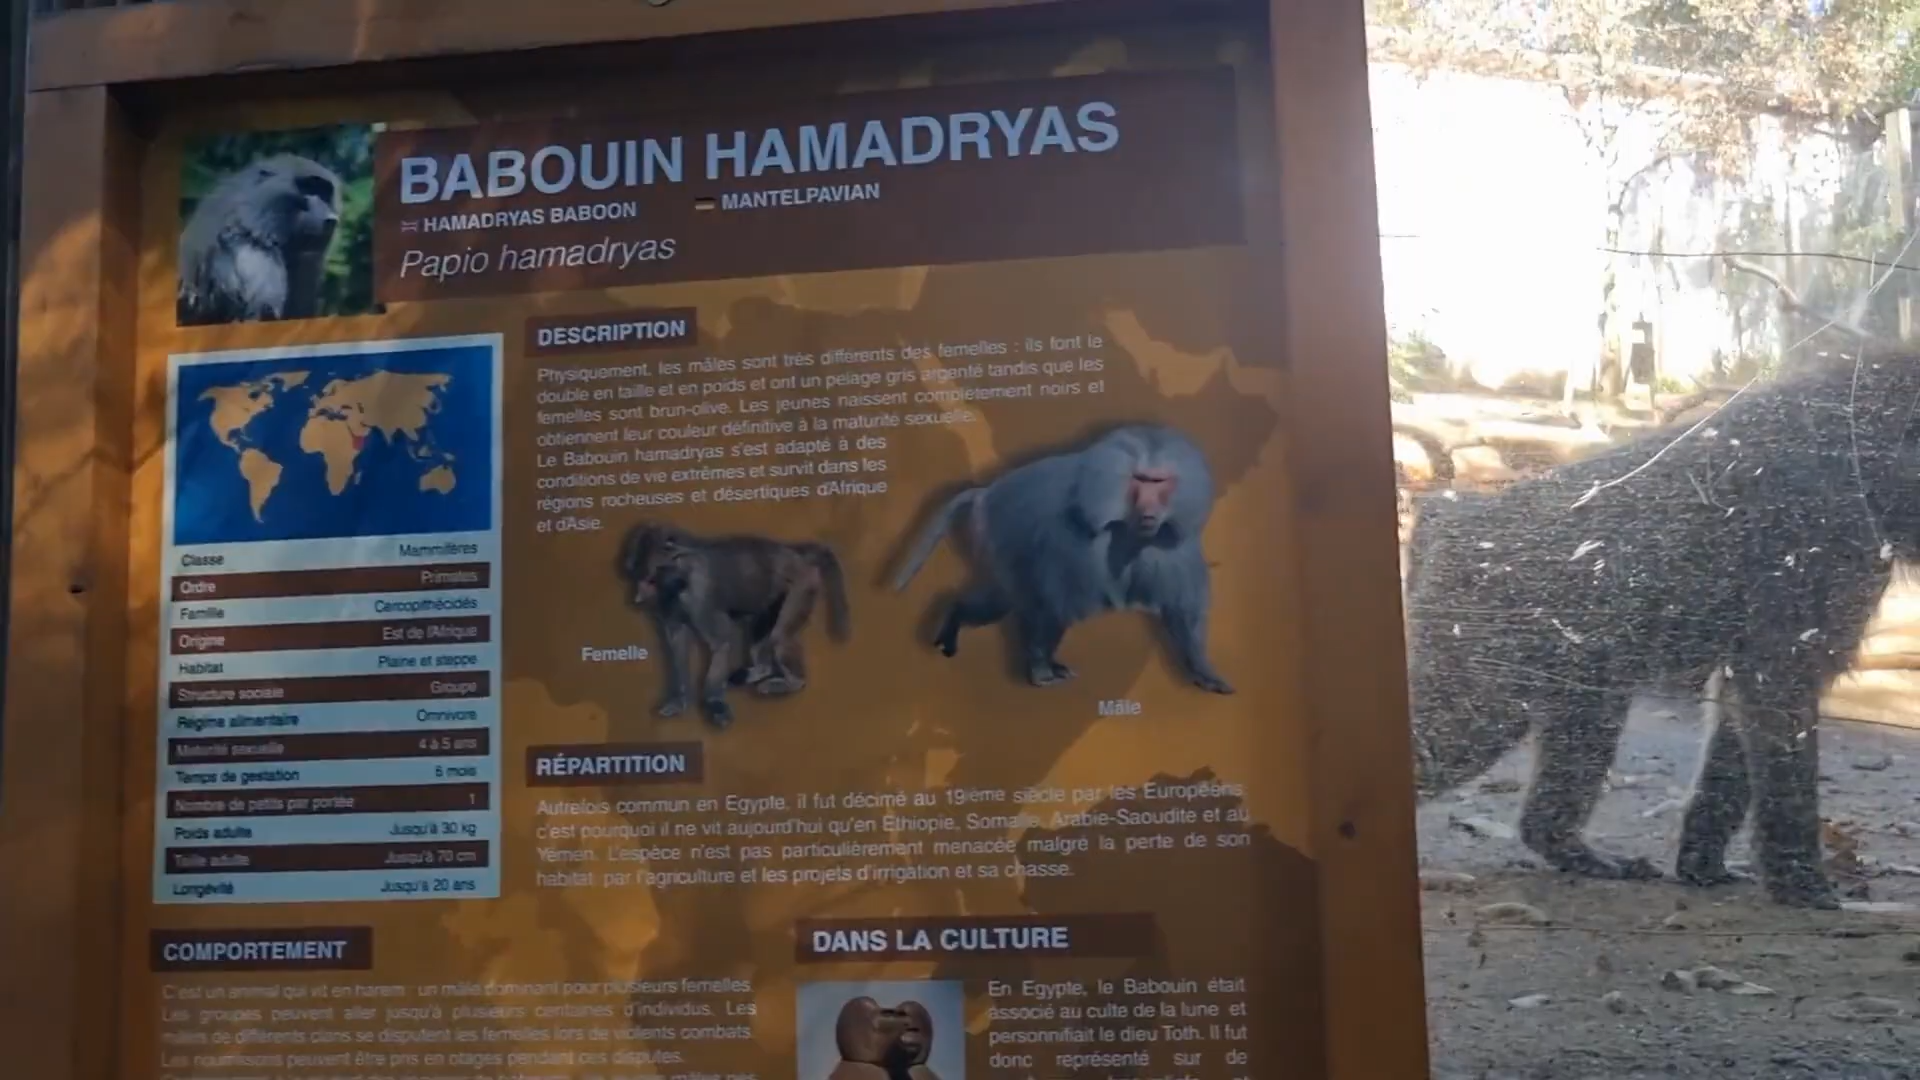 BABOUIN HAMADRYAS
HAMADRYAS BABOON
MANTELPAVIAN
Papio hamadryas
DESCRIPTION
Physiquement, les mâles sont très différents des femelles : ils font le
double en taille et en poids et ont un pelage gris argenté tandis que les
femelles sont brun-olive. Les jeunes naissent complètement noirs et
obtiennent leur couleur définitive à la maturité sexuelle.
Le Babouin hamadryas s'est adapté à des
conditions de vie extrêmes et survit dans les
régions rocheuses et désertiques d'Afrique
et d'Asie.
Femelle
Mâle
Classe Mammifères
Ordre Primates
Famille Cercopithécidés
Origine Est de l'Afrique
Habitat Plaine et steppe
Structure sociale Groupe
Régime alimentaire Omnivore
Maturité sexuelle 4 à 5 ans
Temps de gestation 6 mois
Nombre de petits par portée 1
Poids adulte Jusqu'à 30 kg
Taille adulte Jusqu'à 70 cm
Longévité Jusqu'à 20 ans
RÉPARTITION
Autrefois commun en Egypte, il fut décimé au 19ième siècle par les Européens,
c'est pourquoi il ne vit aujourd'hui qu'en Ethiopie, Somalie, Arabie-Saoudite et au
Yémen. L'espèce n'est pas particulièrement menacée malgré la perte de son
habitat par l'agriculture et les projets d'irrigation et sa chasse.
COMPORTEMENT
C'est un animal qui vit en harem : un mâle dominant pour plusieurs femelles.
Les groupes peuvent aller jusqu'à plusieurs centaines d'individus. Les
mâles de différents clans se disputent les femelles lors de violents combats.
Les nourrissons peuvent être pris en otages pendant ces disputes.
DANS LA CULTURE
En Egypte, le Babouin était
associé au culte de la lune et
personnifiait le dieu Toth. Il fut
donc représenté sur de